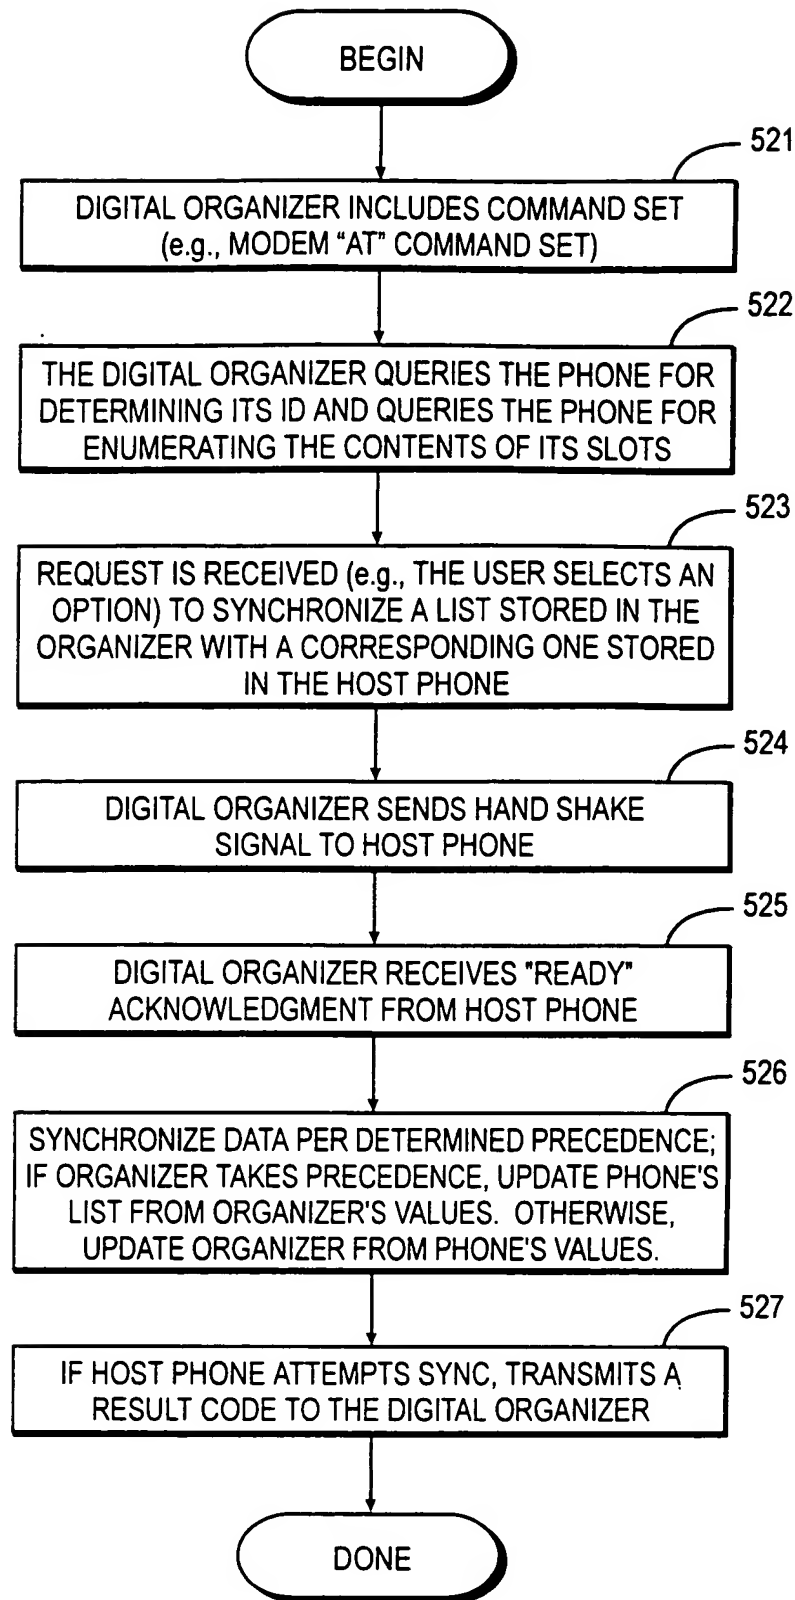 BEGIN
521
DIGITAL ORGANIZER INCLUDES COMMAND SET
(e.g., MODEM “AT” COMMAND SET)
522
THE DIGITAL ORGANIZER QUERIES THE PHONE FOR
DETERMINING ITS ID AND QUERIES THE PHONE FOR
ENUMERATING THE CONTENTS OF ITS SLOTS
523
REQUEST IS RECEIVED (e.g., THE USER SELECTS AN
OPTION) TO SYNCHRONIZE A LIST STORED IN THE
ORGANIZER WITH A CORRESPONDING ONE STORED
IN THE HOST PHONE
524
DIGITAL ORGANIZER SENDS HAND SHAKE
SIGNAL TO HOST PHONE
525
DIGITAL ORGANIZER RECEIVES "READY"
ACKNOWLEDGMENT FROM HOST PHONE
526
SYNCHRONIZE DATA PER DETERMINED PRECEDENCE;
IF ORGANIZER TAKES PRECEDENCE, UPDATE PHONE'S
LIST FROM ORGANIZER'S VALUES. OTHERWISE,
UPDATE ORGANIZER FROM PHONE'S VALUES.
527
IF HOST PHONE ATTEMPTS SYNC, TRANSMITS A
RESULT CODE TO THE DIGITAL ORGANIZER
DONE